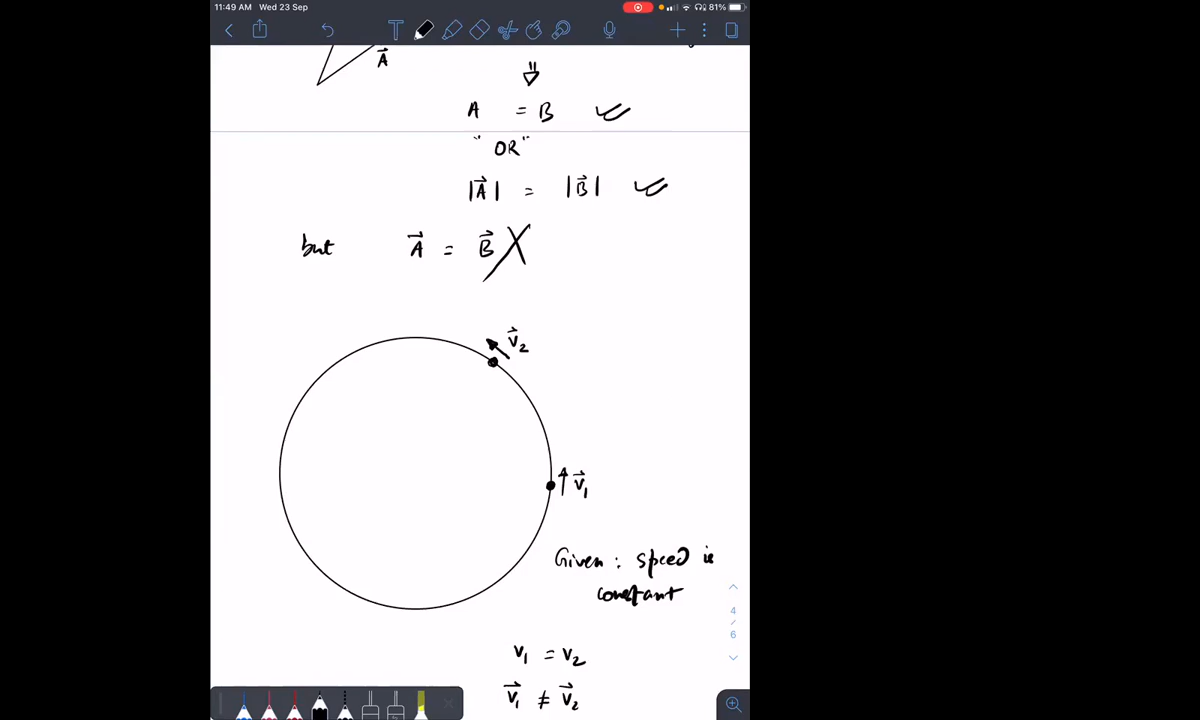 11:49 AM Wed 23 Sep 81%
T
A⃗
A = B
"OR"
|A⃗| = |B⃗|
but A⃗ = B⃗
v⃗₂
v⃗₁
Given : speed is
constant
4
/
6
v₁ = v₂
v⃗₁ ≠ v⃗₂